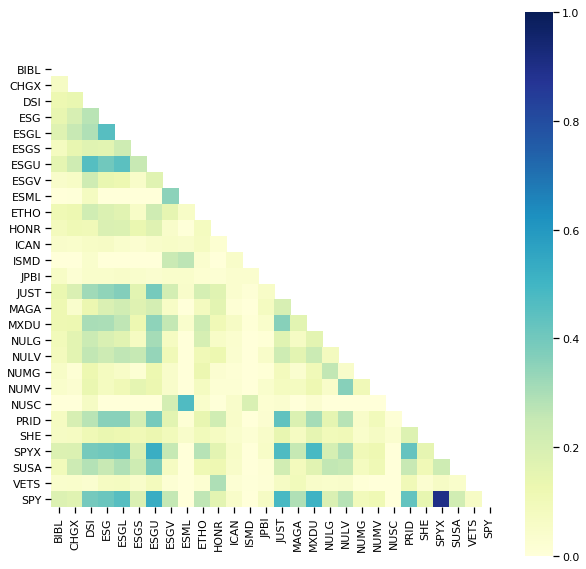 1.0
0.8
0.6
0.4
0.2
0.0
BIBL
CHGX
DSI
ESG
ESGL
ESGS
ESGU
ESGV
ESML
ETHO
HONR
ICAN
ISMD
JPBI
JUST
MAGA
MXDU
NULG
NULV
NUMG
NUMV
NUSC
PRID
SHE
SPYX
SUSA
VETS
SPY
BIBL
CHGX
DSI
ESG
ESGL
ESGS
ESGU
ESGV
ESML
ETHO
HONR
ICAN
ISMD
JPBI
JUST
MAGA
MXDU
NULG
NULV
NUMG
NUMV
NUSC
PRID
SHE
SPYX
SUSA
VETS
SPY